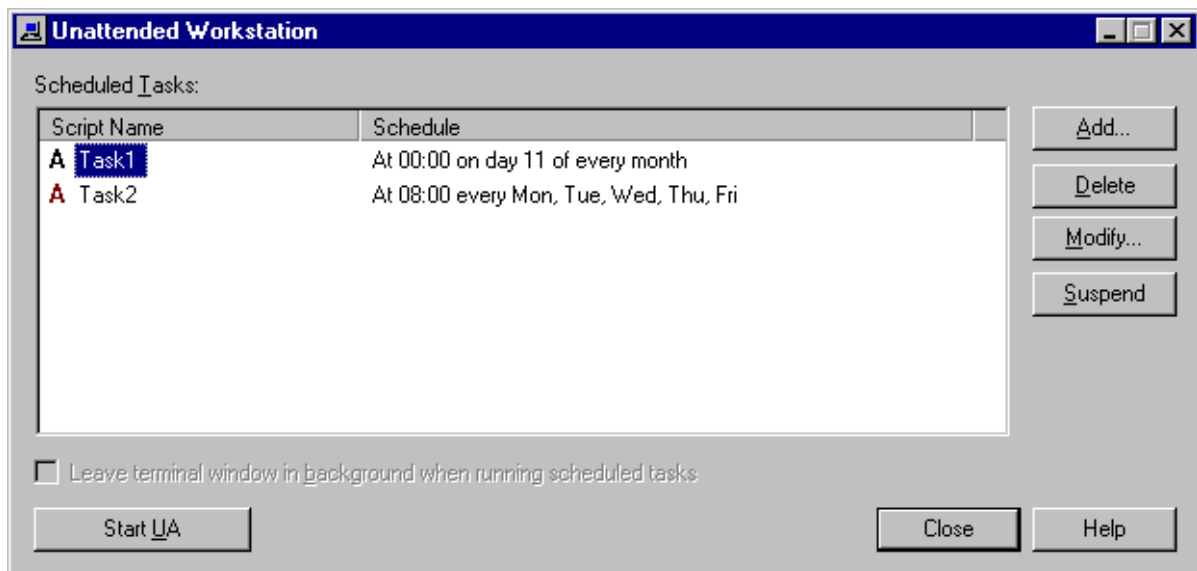 Unattended Workstation
Scheduled Tasks:
Script Name Schedule
A Task1 At 00:00 on day 11 of every month
A Task2 At 08:00 every Mon, Tue, Wed, Thu, Fri
Add...
Delete
Modify...
Suspend
Leave terminal window in background when running scheduled tasks
Start UA Close Help